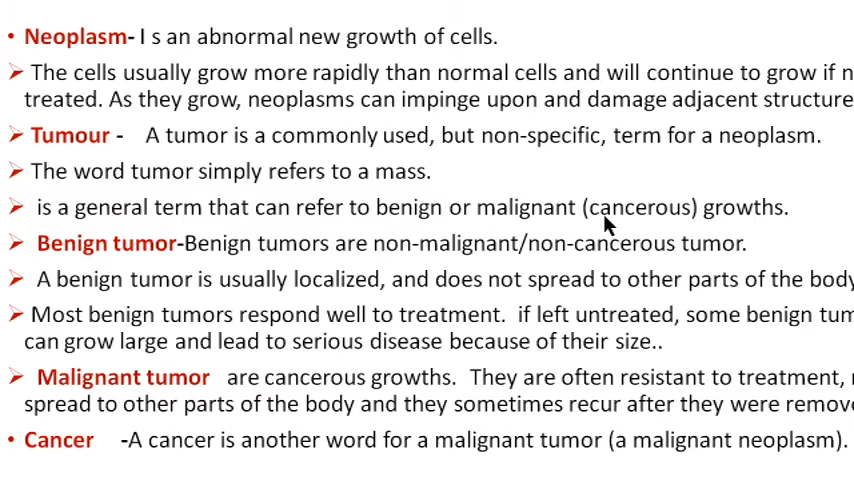 • Neoplasm- I s an abnormal new growth of cells.
➢ The cells usually grow more rapidly than normal cells and will continue to grow if
treated. As they grow, neoplasms can impinge upon and damage adjacent structure
➢ Tumour - A tumor is a commonly used, but non-specific, term for a neoplasm.
➢ The word tumor simply refers to a mass.
➢ is a general term that can refer to benign or malignant (cancerous) growths.
➢ Benign tumor-Benign tumors are non-malignant/non-cancerous tumor.
➢ A benign tumor is usually localized, and does not spread to other parts of the body
➢ Most benign tumors respond well to treatment. if left untreated, some benign tum
can grow large and lead to serious disease because of their size..
➢ Malignant tumor are cancerous growths. They are often resistant to treatment,
spread to other parts of the body and they sometimes recur after they were remov
• Cancer -A cancer is another word for a malignant tumor (a malignant neoplasm).